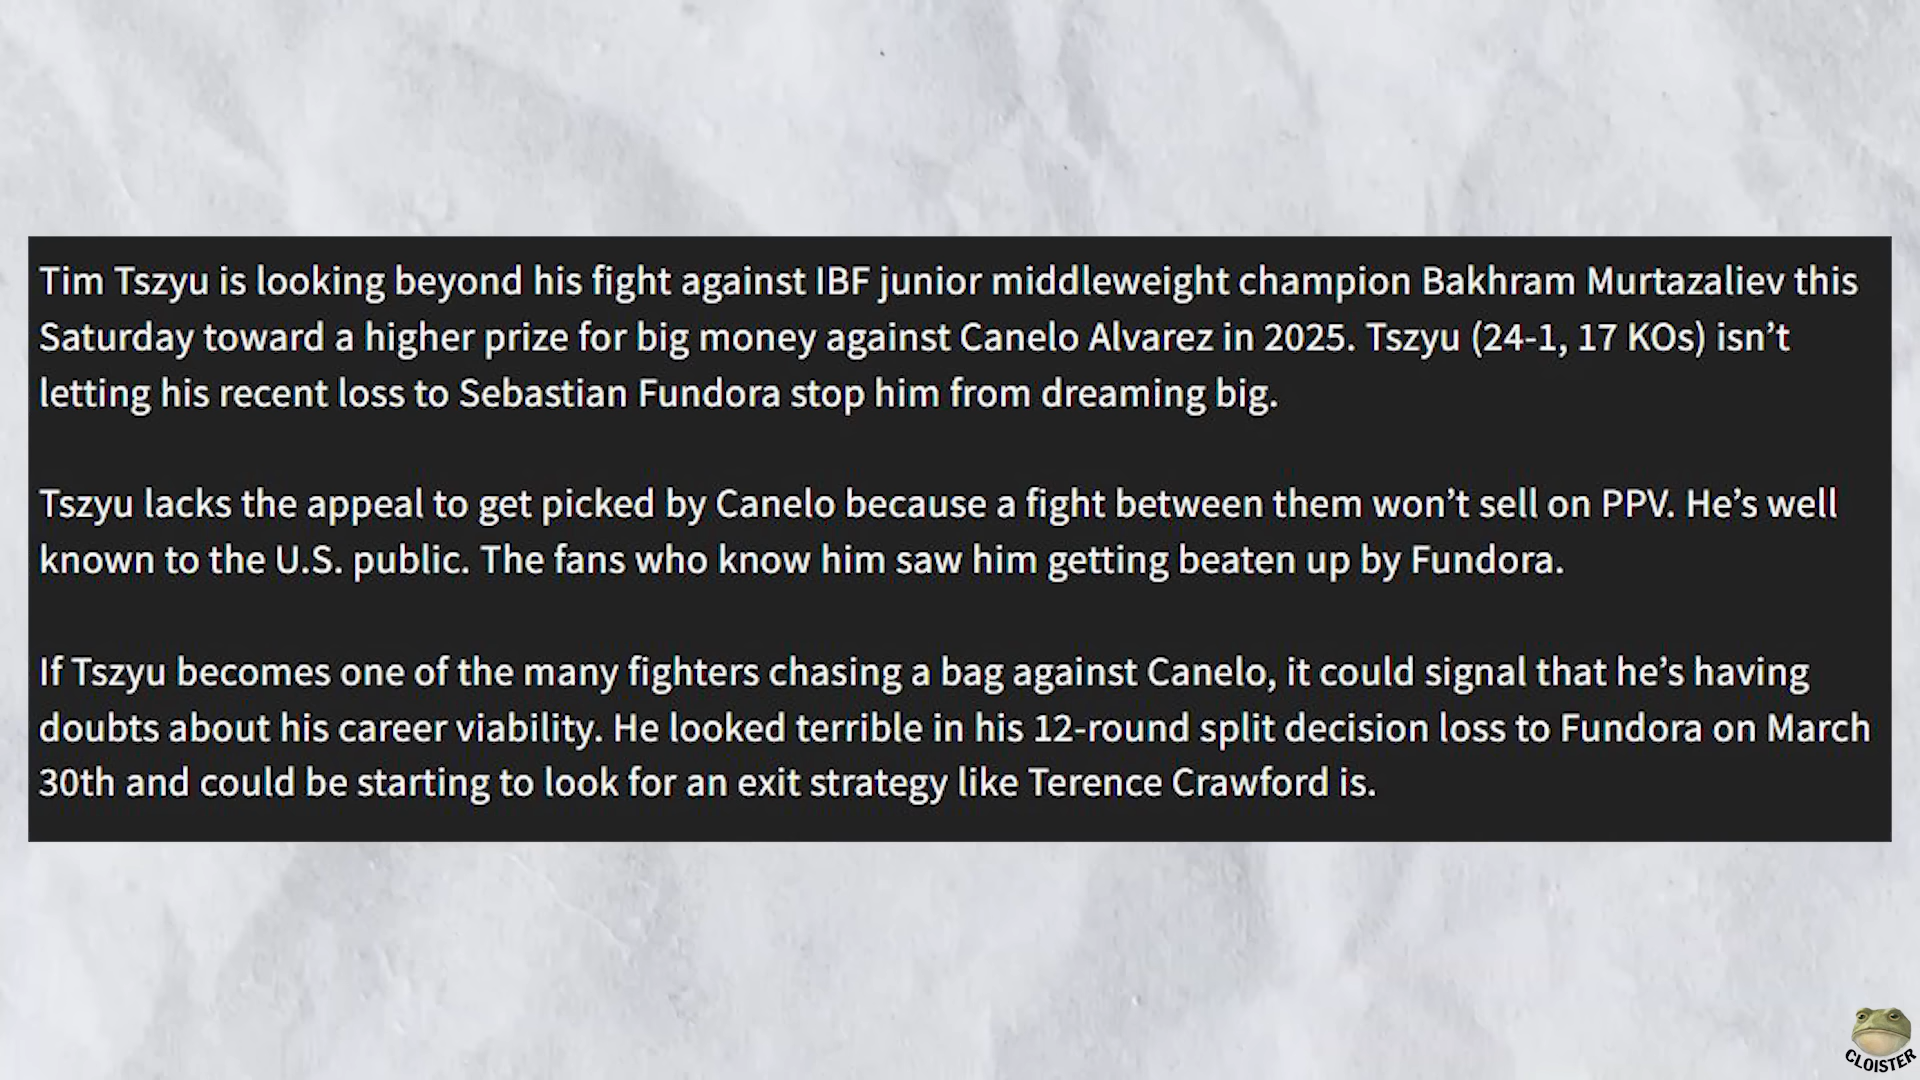 Tim Tszyu is looking beyond his fight against IBF junior middleweight champion Bakhram Murtazaliev this
Saturday toward a higher prize for big money against Canelo Alvarez in 2025. Tszyu (24-1, 17 KOs) isn’t
letting his recent loss to Sebastian Fundora stop him from dreaming big.
Tszyu lacks the appeal to get picked by Canelo because a fight between them won’t sell on PPV. He’s well
known to the U.S. public. The fans who know him saw him getting beaten up by Fundora.
If Tszyu becomes one of the many fighters chasing a bag against Canelo, it could signal that he’s having
doubts about his career viability. He looked terrible in his 12-round split decision loss to Fundora on March
30th and could be starting to look for an exit strategy like Terence Crawford is.
CLOISTER